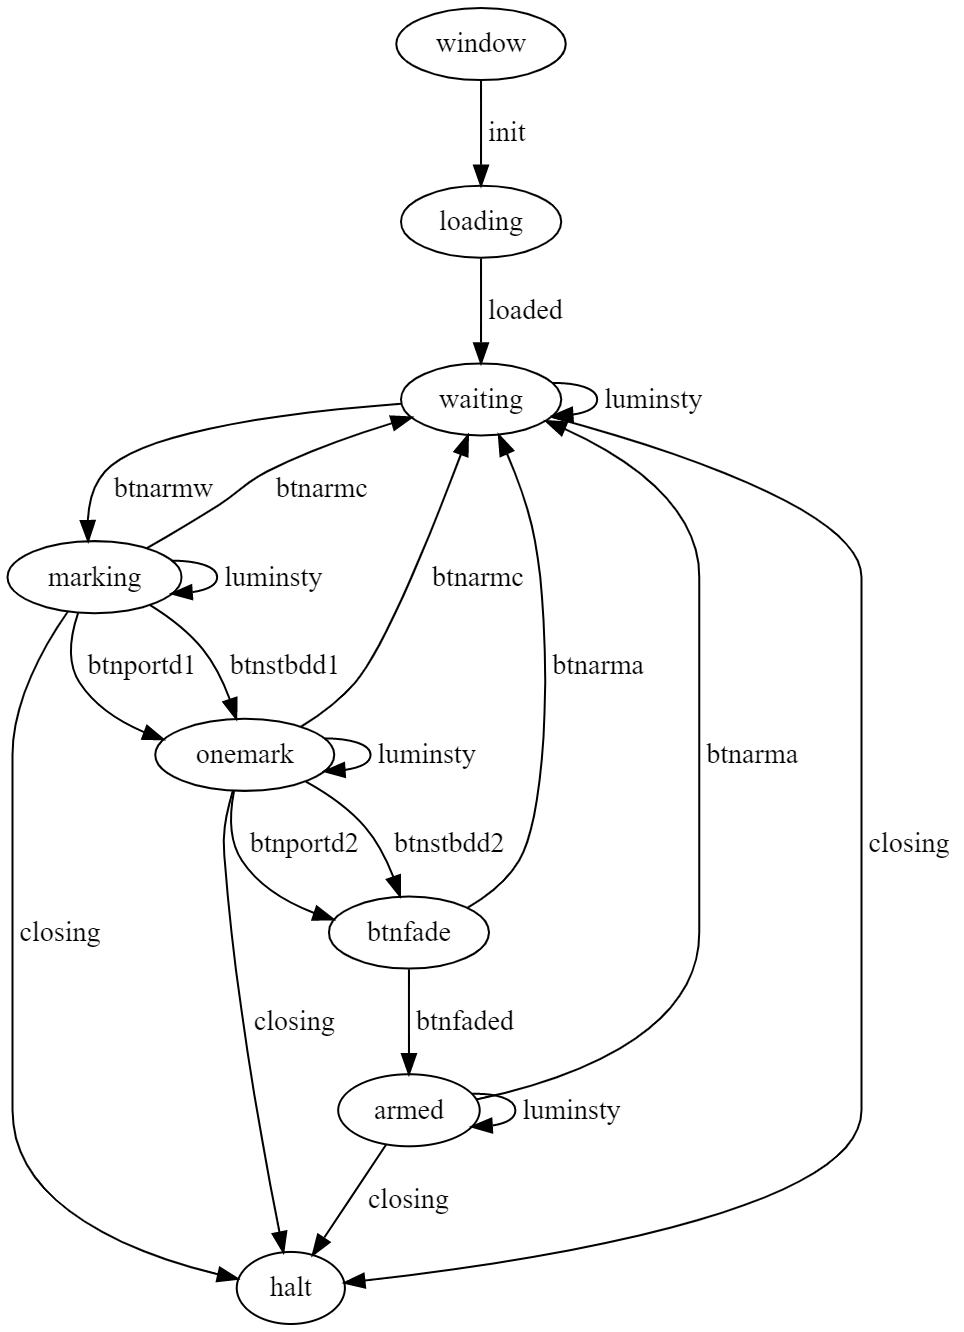 window
init
loading
loaded
waiting
luminsty
btnarmw
btnarmc
marking
luminsty
btnarmc
btnportd1
btnstbdd1
btnarma
onemark
luminsty
btnarma
btnportd2
btnstbdd2
closing
closing
btnfade
closing
btnfaded
armed
luminsty
closing
halt